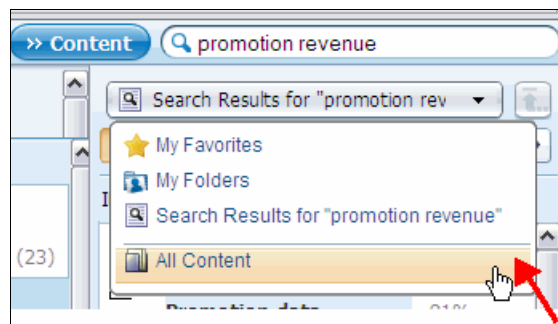 >> Content
promotion revenue
Search Results for "promotion rev
My Favorites
My Folders
Search Results for "promotion revenue"
(23)
All Content